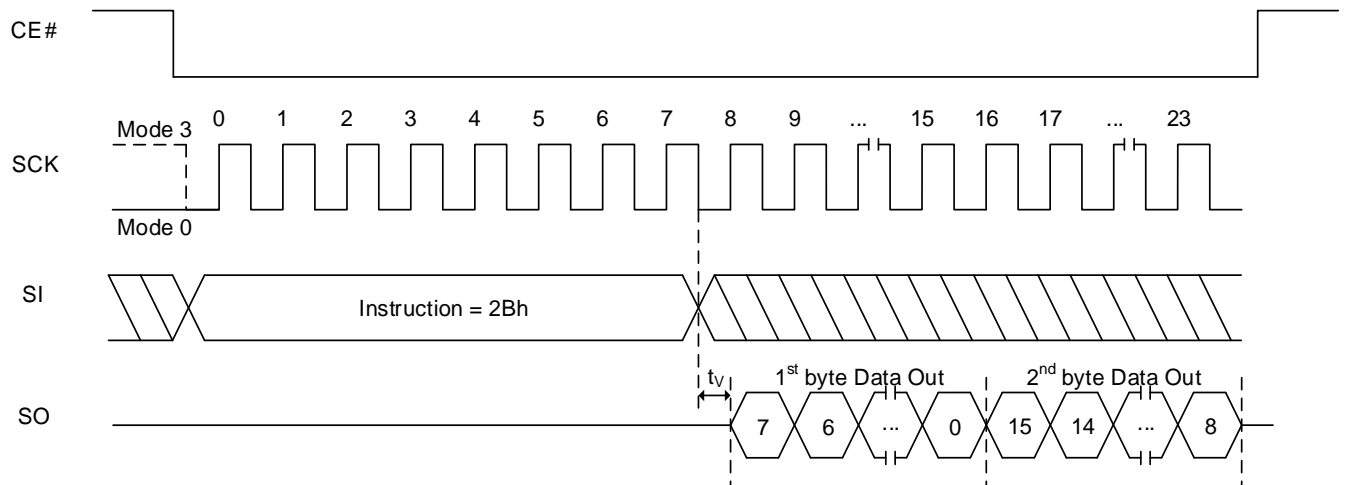 CE#
Mode 3 0 1 2 3 4 5 6 7 8 9 ... 15 16 17 ... 23
SCK
Mode 0
SI Instruction = 2Bh
tV 1st byte Data Out 2nd byte Data Out
SO 7 6 ... 0 15 14 ... 8